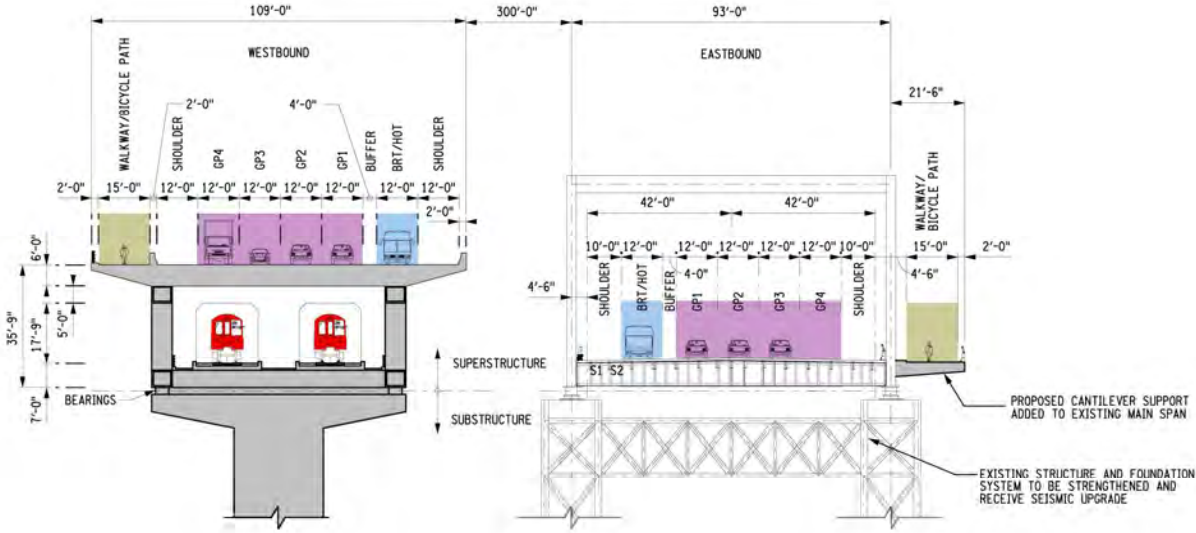 109'-0"
300'-0"
93'-0"
WESTBOUND
EASTBOUND
21'-6"
WALKWAY/BICYCLE PATH
2'-0"
SHOULDER
GP4
GP3
GP2
GP1
4'-0"
BUFFER
BRT/HOT
SHOULDER
2'-0"
15'-0"
12'-0"
12'-0"
12'-0"
12'-0"
12'-0"
12'-0"
12'-0"
2'-0"
6'-0"
35'-9"
17'-9"
5'-0"
7'-0"
BEARINGS
SUPERSTRUCTURE
SUBSTRUCTURE
42'-0"
42'-0"
10'-0"
12'-0"
12'-0"
12'-0"
12'-0"
12'-0"
10'-0"
4'-0"
4'-6"
SHOULDER
BRT/HOT
BUFFER
GP1
GP2
GP3
GP4
SHOULDER
S1
S2
WALKWAY/
BICYCLE PATH
15'-0"
2'-0"
4'-6"
PROPOSED CANTILEVER SUPPORT
ADDED TO EXISTING MAIN SPAN
EXISTING STRUCTURE AND FOUNDATION
SYSTEM TO BE STRENGTHENED AND
RECEIVE SEISMIC UPGRADE